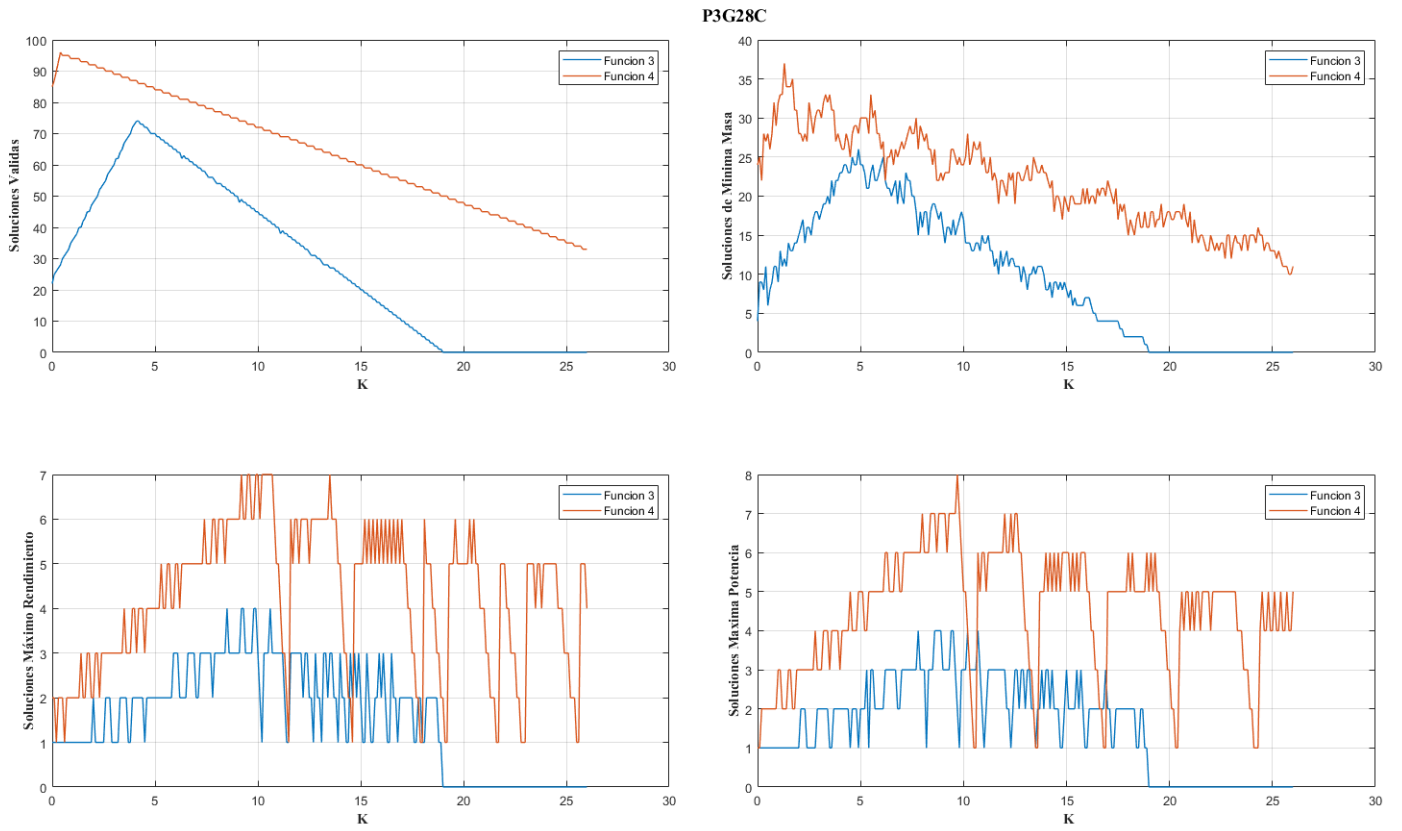 P3G28C
Soluciones Validas
100
90
80
70
60
50
40
30
20
10
0
0 5 10 15 20 25 30
K
Funcion 3
Funcion 4
Soluciones de Minima Masa
40
35
30
25
20
15
10
5
0
0 5 10 15 20 25 30
K
Funcion 3
Funcion 4
Soluciones Máximo Rendimiento
7
6
5
4
3
2
1
0
0 5 10 15 20 25 30
K
Funcion 3
Funcion 4
Soluciones Maxima Potencia
8
7
6
5
4
3
2
1
0
0 5 10 15 20 25 30
K
Funcion 3
Funcion 4